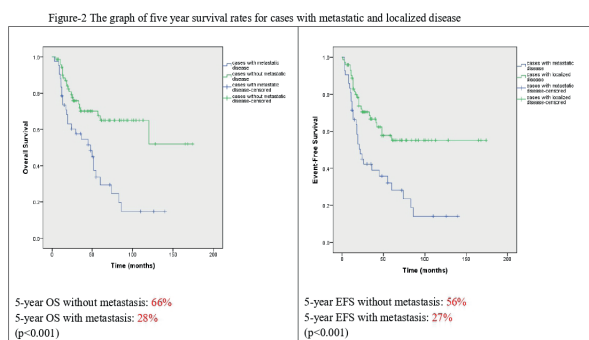 Figure-2 The graph of five year survival rates for cases with metastatic and localized disease
cases with metastatic
disease
cases without metastatic
disease
cases with metastatic
disease-censored
cases without metastatic
disease-censored
Overall Survival
1.0
0.8
0.6
0.4
0.2
0.0
0
50
100
150
200
Time (months)
5-year OS without metastasis: 66%
5-year OS with metastasis: 28%
(p<0.001)
cases with metastatic
disease
cases with localized
disease
cases with metastatic
disease-censored
cases with localized
disease-censored
Event-Free Survival
1.0
0.8
0.6
0.4
0.2
0.0
0
50
100
150
200
Time (months)
5-year EFS without metastasis: 56%
5-year EFS with metastasis: 27%
(p<0.001)